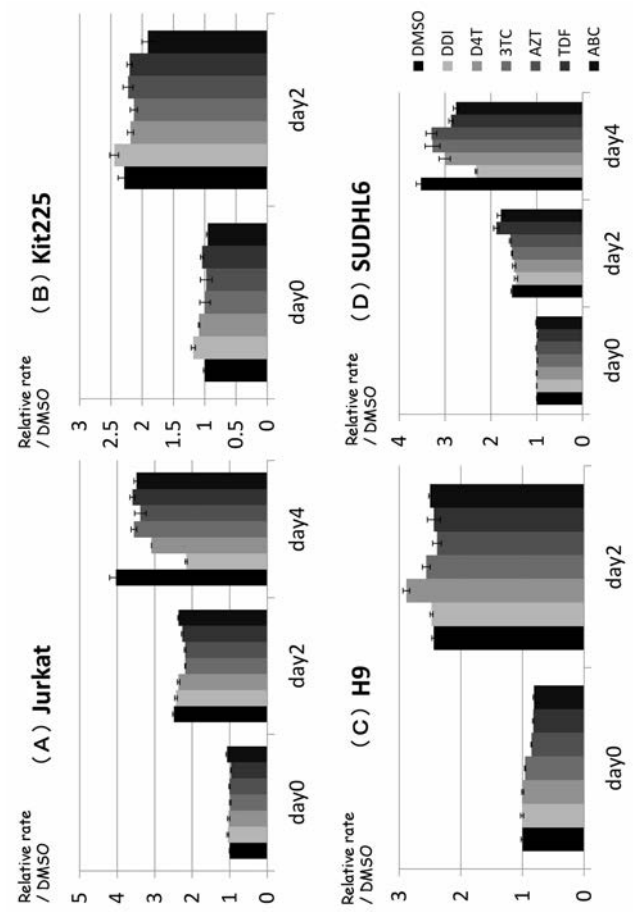 (A) Jurkat
Relative rate
/ DMSO
5
4
3
2
1
0
day0
day2
day4
(B) Kit225
Relative rate
/ DMSO
3
2.5
2
1.5
1
0.5
0
day0
day2
(C) H9
Relative rate
/ DMSO
3
2
1
0
day0
day2
(D) SUDHL6
Relative rate
/ DMSO
4
3
2
1
0
day0
day2
day4
DMSO
DDI
D4T
3TC
AZT
TDF
ABC